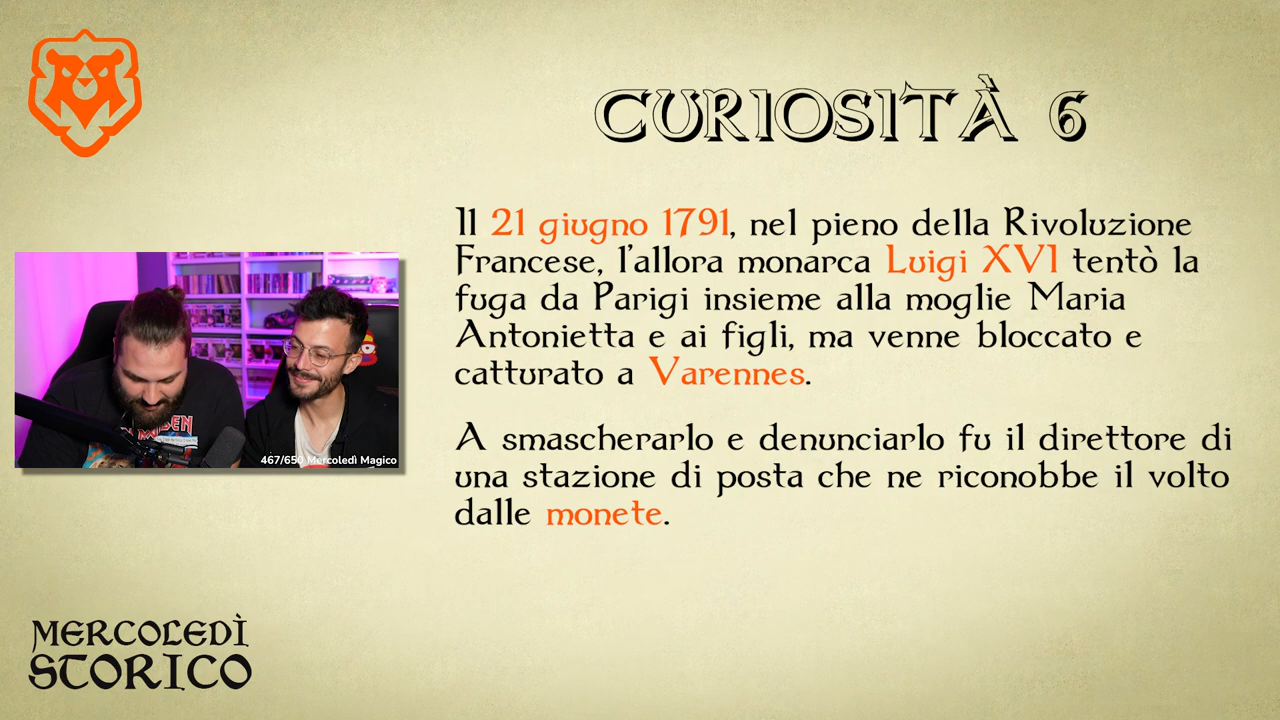 CURIOSITÀ 6
Il 21 giugno 1791, nel pieno della Rivoluzione
Francese, l'allora monarca Luigi XVI tentò la
fuga da Parigi insieme alla moglie Maria
Antonietta e ai figli, ma venne bloccato e
catturato a Varennes.
A smascherarlo e denunciarlo fu il direttore di
una stazione di posta che ne riconobbe il volto
dalle monete.
467/650 Mercoledì Magico
MERCOLEDÌ
STORICO